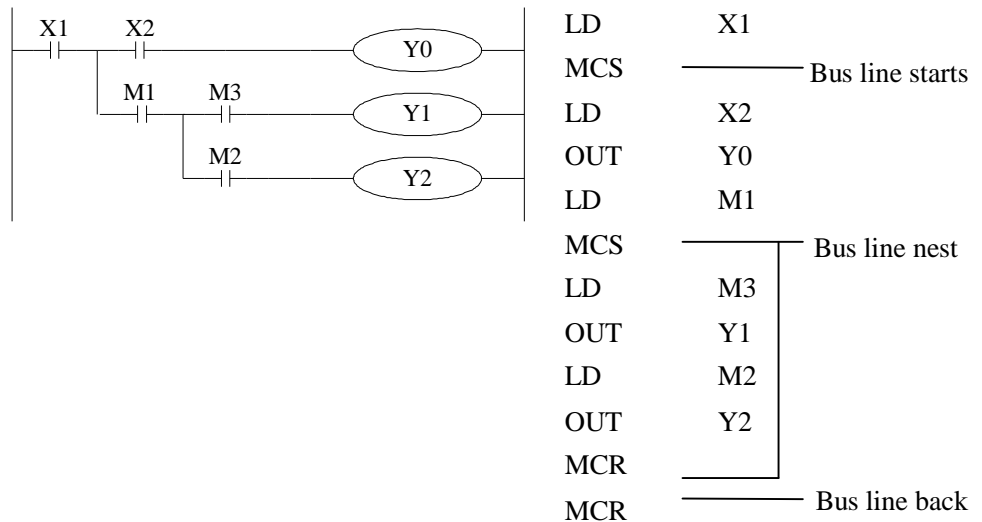 X1 X2
Y0
M1 M3
Y1
M2
Y2
LD X1
MCS Bus line starts
LD X2
OUT Y0
LD M1
MCS Bus line nest
LD M3
OUT Y1
LD M2
OUT Y2
MCR
MCR Bus line back